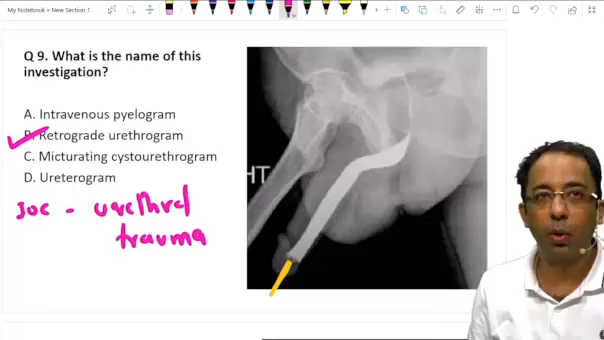 My Notebook > New Section 1
Q 9. What is the name of this
investigation?
A. Intravenous pyelogram
B. Retrograde urethrogram
C. Micturating cystourethrogram
D. Ureterogram
IOC - urethral
trauma
HT